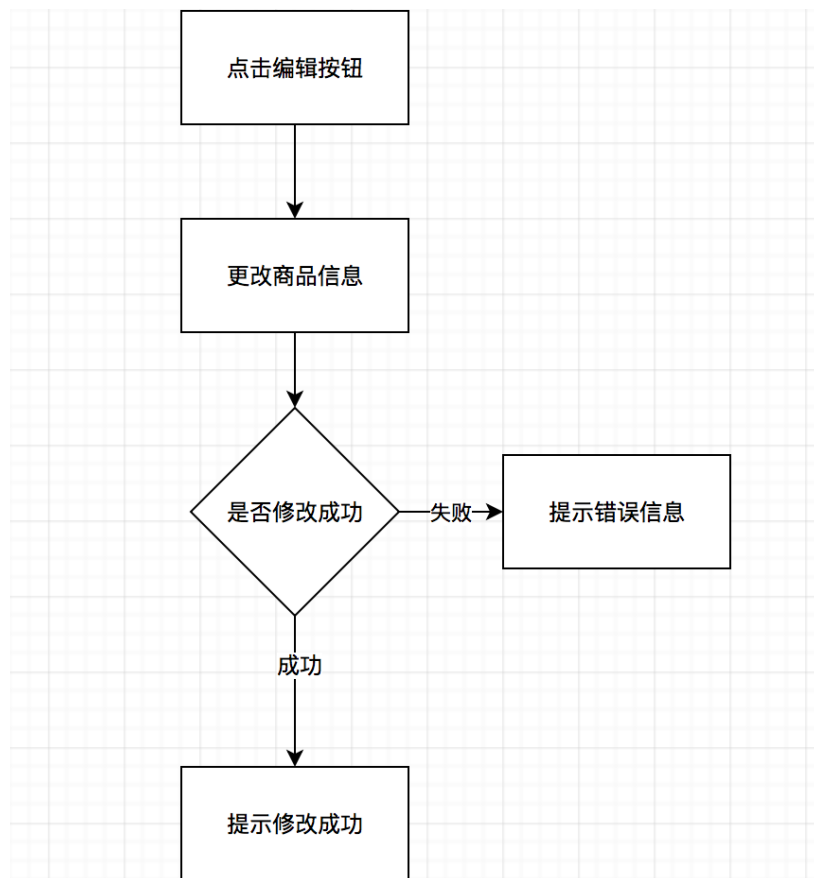 点击编辑按钮
更改商品信息
是否修改成功
失败
提示错误信息
成功
提示修改成功